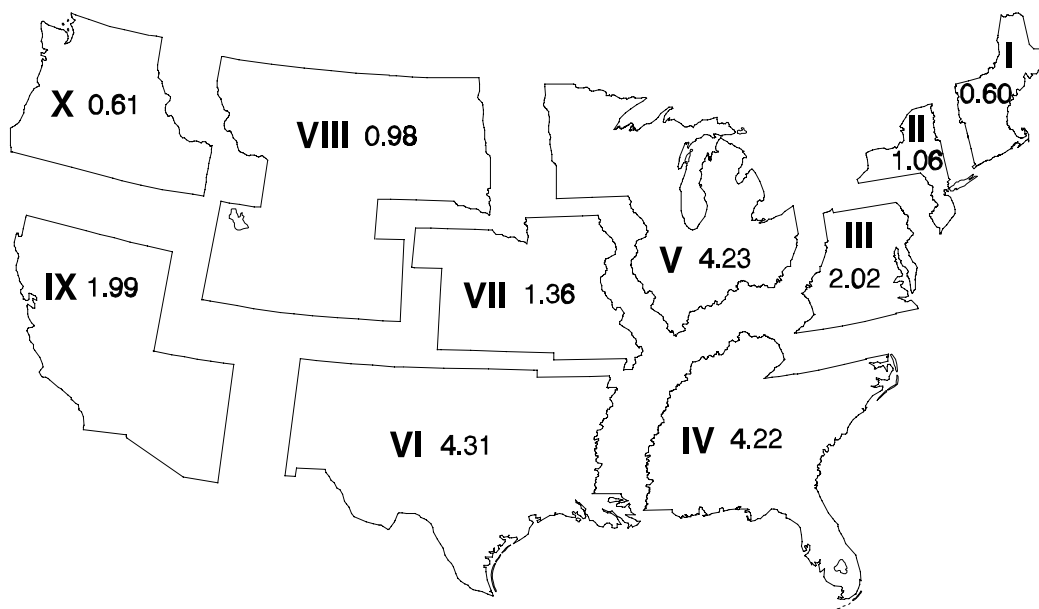 I
0.60
X 0.61
VIII 0.98
II
1.06
III
2.02
V 4.23
IX 1.99
VII 1.36
VI 4.31
IV 4.22